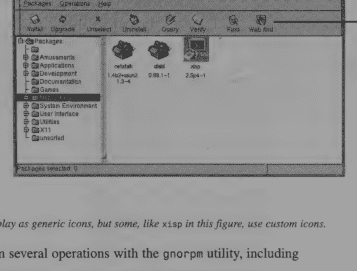 Packages Operations Help
Install Upgrade Unselect Uninstall Query Verify Find Web find
Packages
Amusements
Applications
Development
Documentation
Games
System Environment
User Interface
Utilities
X11
unsorted
xisp
Packages selected: 0
play as generic icons, but some, like xisp in this figure, use custom icons.
n several operations with the gnorpm utility, including